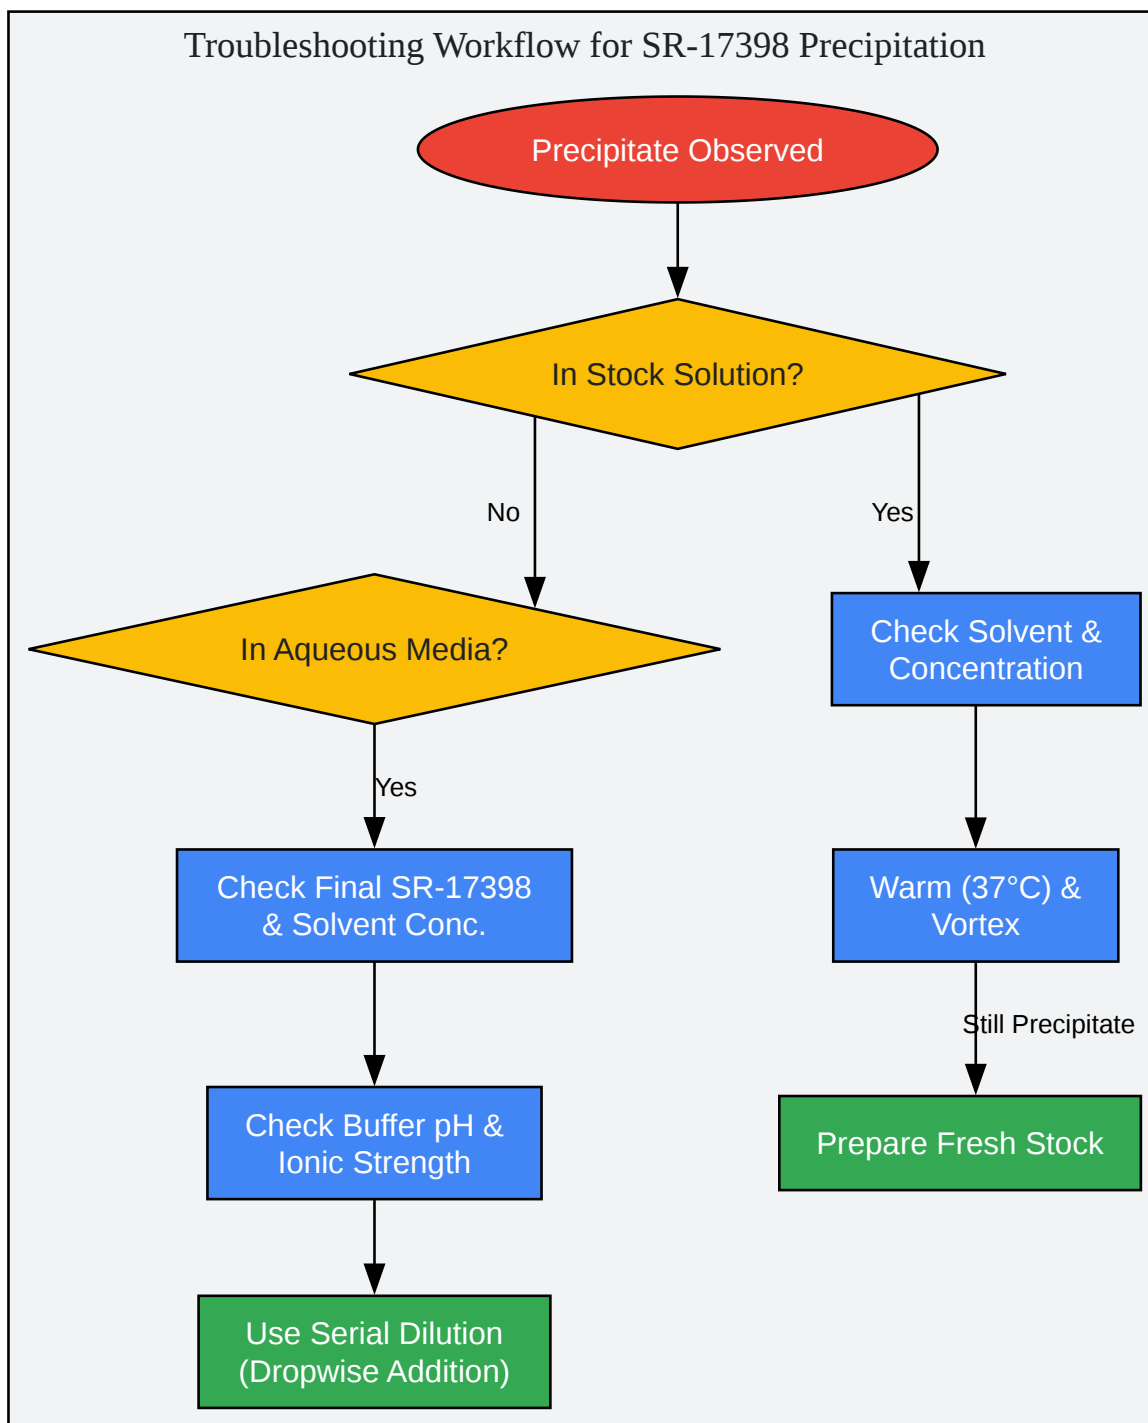 Troubleshooting Workflow for SR-17398 Precipitation
Precipitate Observed
In Stock Solution?
No
Yes
In Aqueous Media?
Check Solvent &
Concentration
Yes
Check Final SR-17398
& Solvent Conc.
Warm (37°C) &
Vortex
Still Precipitate
Check Buffer pH &
Ionic Strength
Prepare Fresh Stock
Use Serial Dilution
(Dropwise Addition)